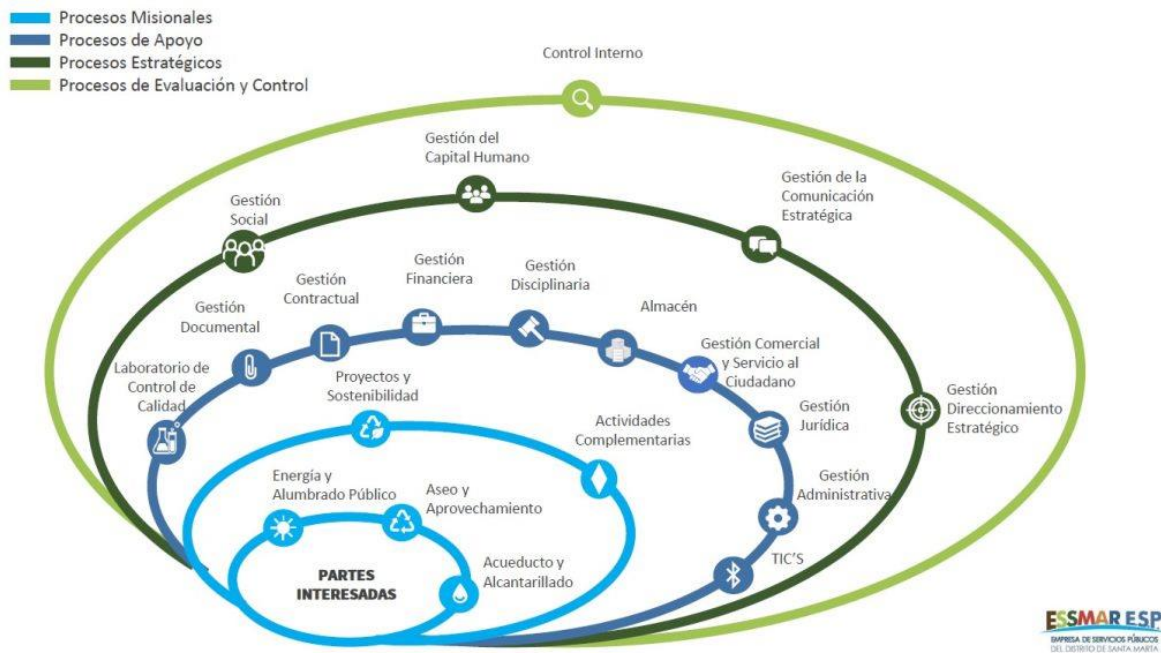 Procesos Misionales
Procesos de Apoyo
Procesos Estratégicos
Procesos de Evaluación y Control
Control Interno
Gestión del
Capital Humano
Gestión de la
Comunicación
Estratégica
Gestión
Social
Gestión
Financiera
Gestión
Disciplinaria
Gestión
Contractual
Almacén
Gestión
Documental
Gestión Comercial
y Servicio al
Ciudadano
Laboratorio de
Control de
Calidad
Proyectos y
Sostenibilidad
Gestión
Direccionamiento
Estratégico
Gestión
Jurídica
Actividades
Complementarias
Energía y
Alumbrado Público
Aseo y
Aprovechamiento
Gestión
Administrativa
TIC'S
Acueducto y
Alcantarillado
PARTES
INTERESADAS
ESSMAR ESP
EMPRESA DE SERVICIOS PÚBLICOS
DEL DISTRITO DE SANTA MARTA